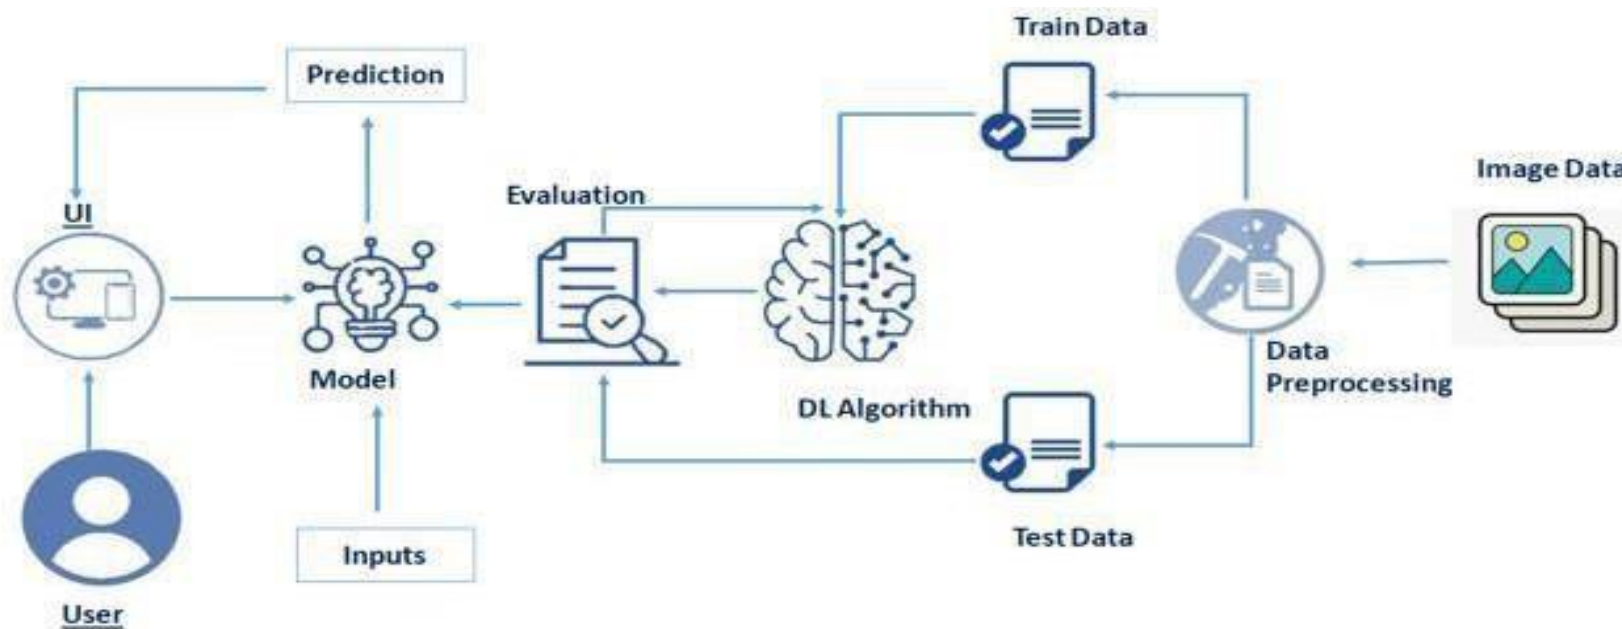 Train Data
Prediction
Image Data
Evaluation
UI
Data
Preprocessing
Model
DL Algorithm
Test Data
Inputs
User